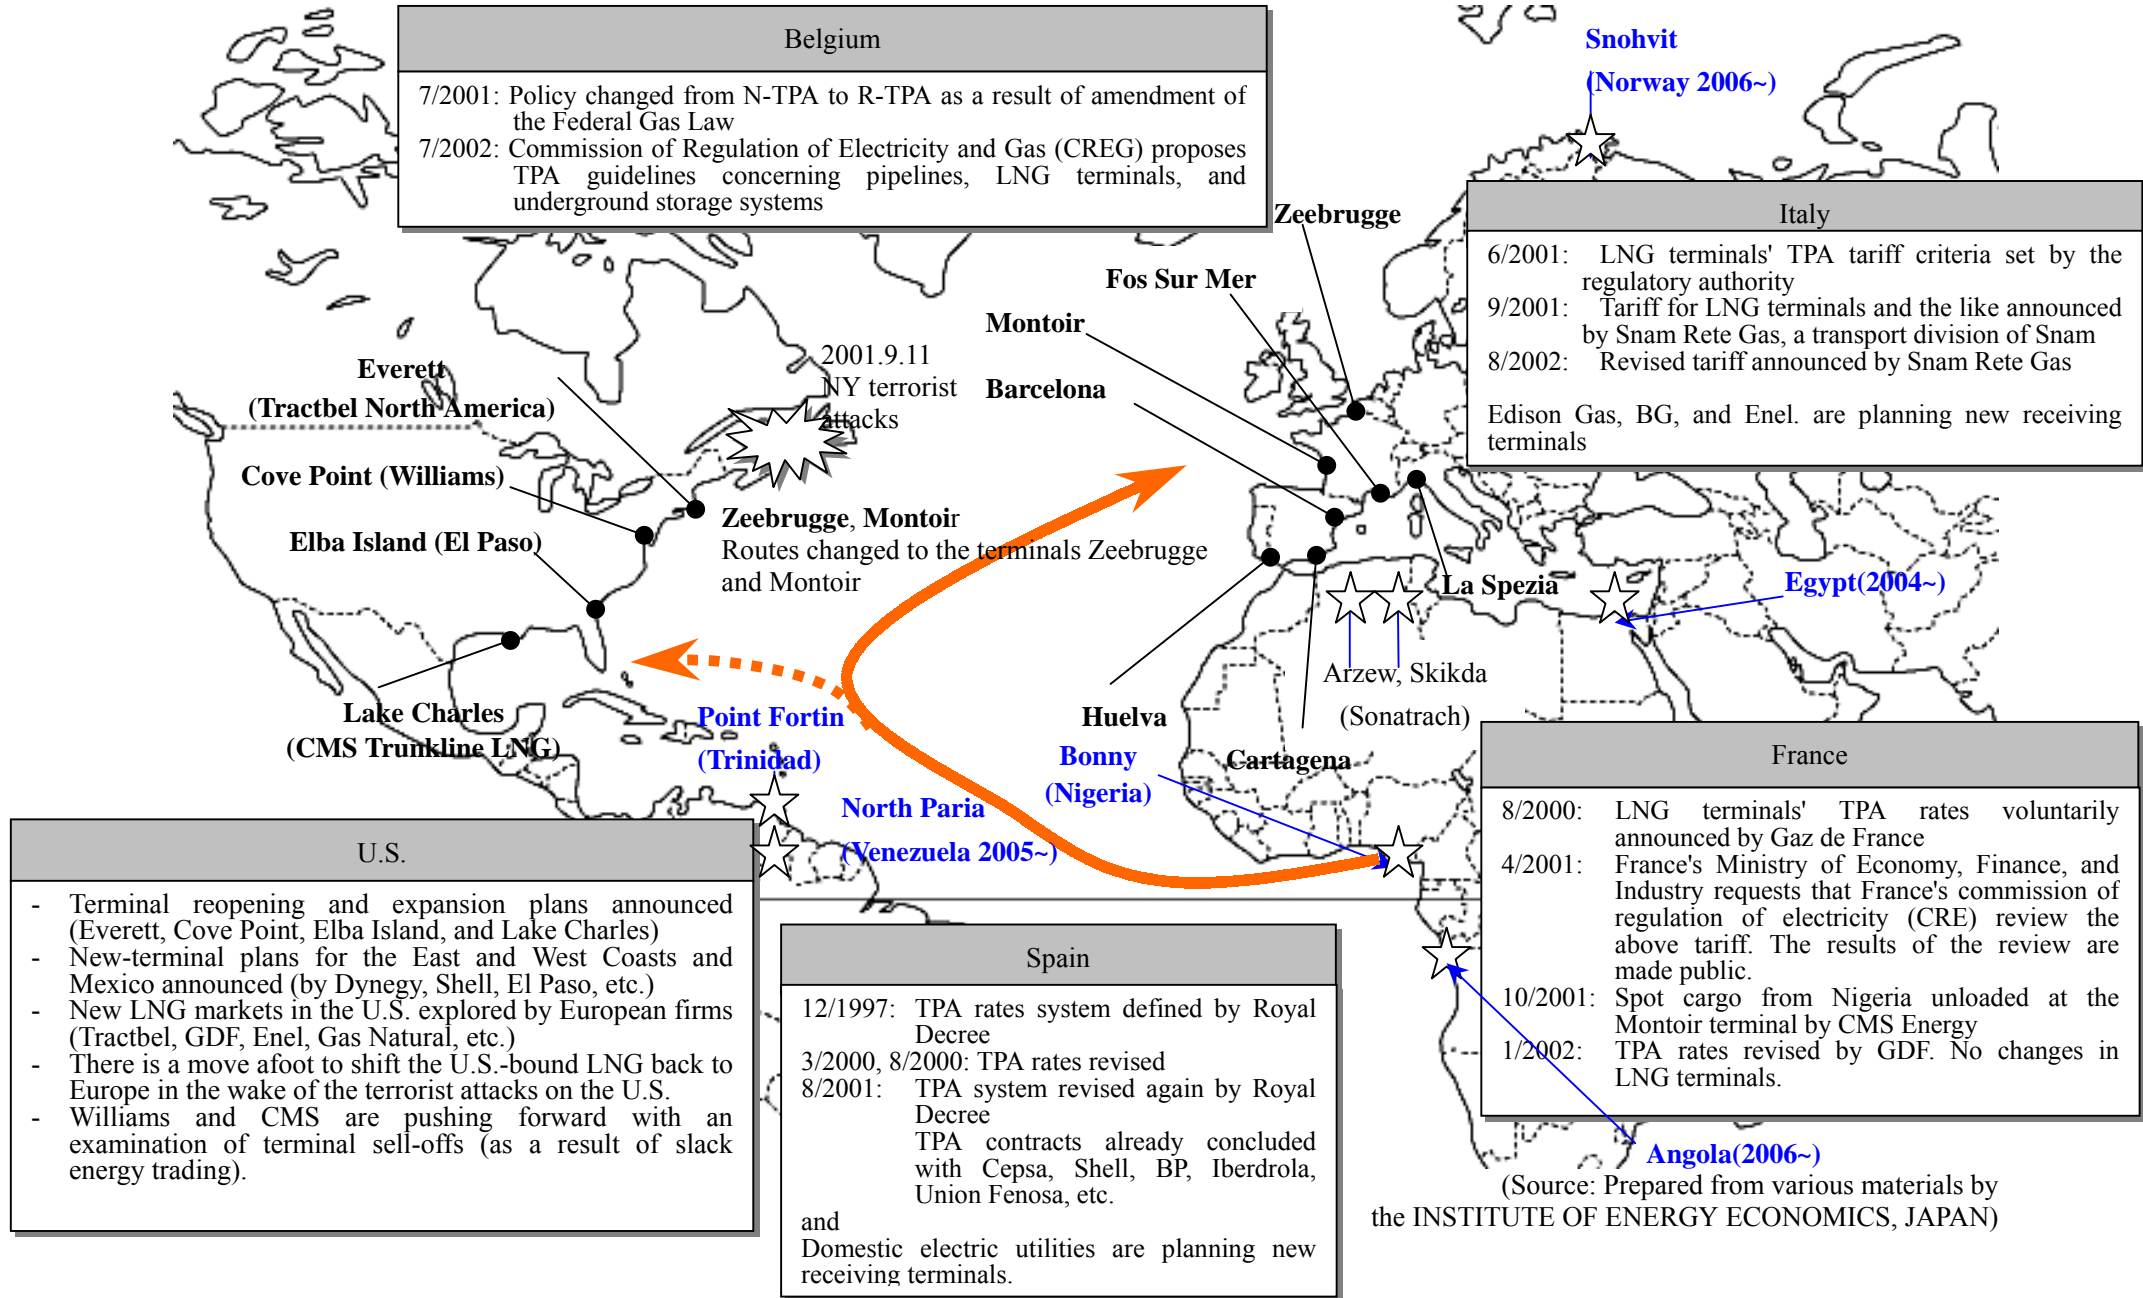 Belgium
7/2001: Policy changed from N-TPA to R-TPA as a result of amendment of
the Federal Gas Law
7/2002: Commission of Regulation of Electricity and Gas (CREG) proposes
TPA guidelines concerning pipelines, LNG terminals, and
underground storage systems
Snohvit
(Norway 2006~)
Italy
6/2001: LNG terminals' TPA tariff criteria set by the
regulatory authority
9/2001: Tariff for LNG terminals and the like announced
by Snam Rete Gas, a transport division of Snam
8/2002: Revised tariff announced by Snam Rete Gas
Edison Gas, BG, and Enel. are planning new receiving
terminals
Zeebrugge
Fos Sur Mer
Montoir
Barcelona
2001.9.11
NY terrorist
attacks
Everett
(Tractbel North America)
Cove Point (Williams)
Elba Island (El Paso)
Zeebrugge, Montoir
Routes changed to the terminals Zeebrugge
and Montoir
Lake Charles
(CMS Trunkline LNG)
La Spezia
Egypt(2004~)
Arzew, Skikda
(Sonatrach)
Huelva
Cartagena
Point Fortin
(Trinidad)
Bonny
(Nigeria)
North Paria
(Venezuela 2005~)
U.S.
- Terminal reopening and expansion plans announced
(Everett, Cove Point, Elba Island, and Lake Charles)
- New-terminal plans for the East and West Coasts and
Mexico announced (by Dynegy, Shell, El Paso, etc.)
- New LNG markets in the U.S. explored by European firms
(Tractbel, GDF, Enel, Gas Natural, etc.)
- There is a move afoot to shift the U.S.-bound LNG back to
Europe in the wake of the terrorist attacks on the U.S.
- Williams and CMS are pushing forward with an
examination of terminal sell-offs (as a result of slack
energy trading).
Spain
12/1997: TPA rates system defined by Royal
Decree
3/2000, 8/2000: TPA rates revised
8/2001: TPA system revised again by Royal
Decree
TPA contracts already concluded
with Cepsa, Shell, BP, Iberdrola,
Union Fenosa, etc.
and
Domestic electric utilities are planning new
receiving terminals.
France
8/2000: LNG terminals' TPA rates voluntarily
announced by Gaz de France
4/2001: France's Ministry of Economy, Finance, and
Industry requests that France's commission of
regulation of electricity (CRE) review the
above tariff. The results of the review are
made public.
10/2001: Spot cargo from Nigeria unloaded at the
Montoir terminal by CMS Energy
1/2002: TPA rates revised by GDF. No changes in
LNG terminals.
Angola(2006~)
(Source: Prepared from various materials by
the INSTITUTE OF ENERGY ECONOMICS, JAPAN)